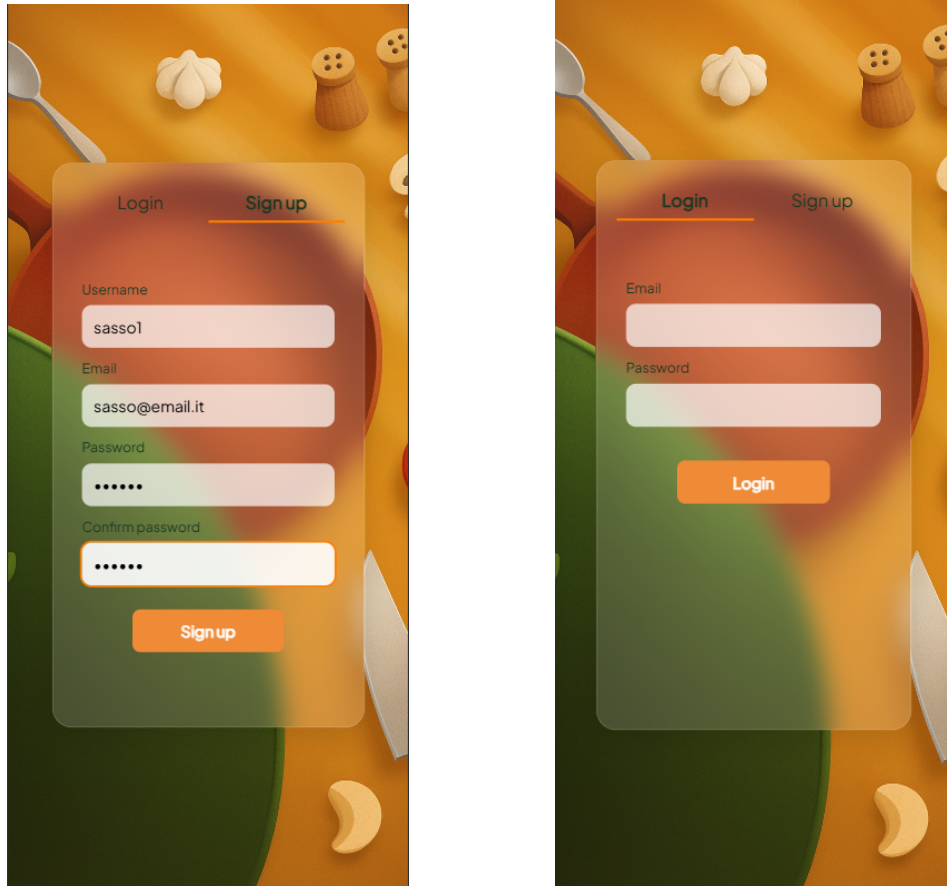 Login Sign up
Username
sasso1
Email
sasso@email.it
Password
••••••
Confirm password
••••••
Sign up
Login Sign up
Email
Password
Login